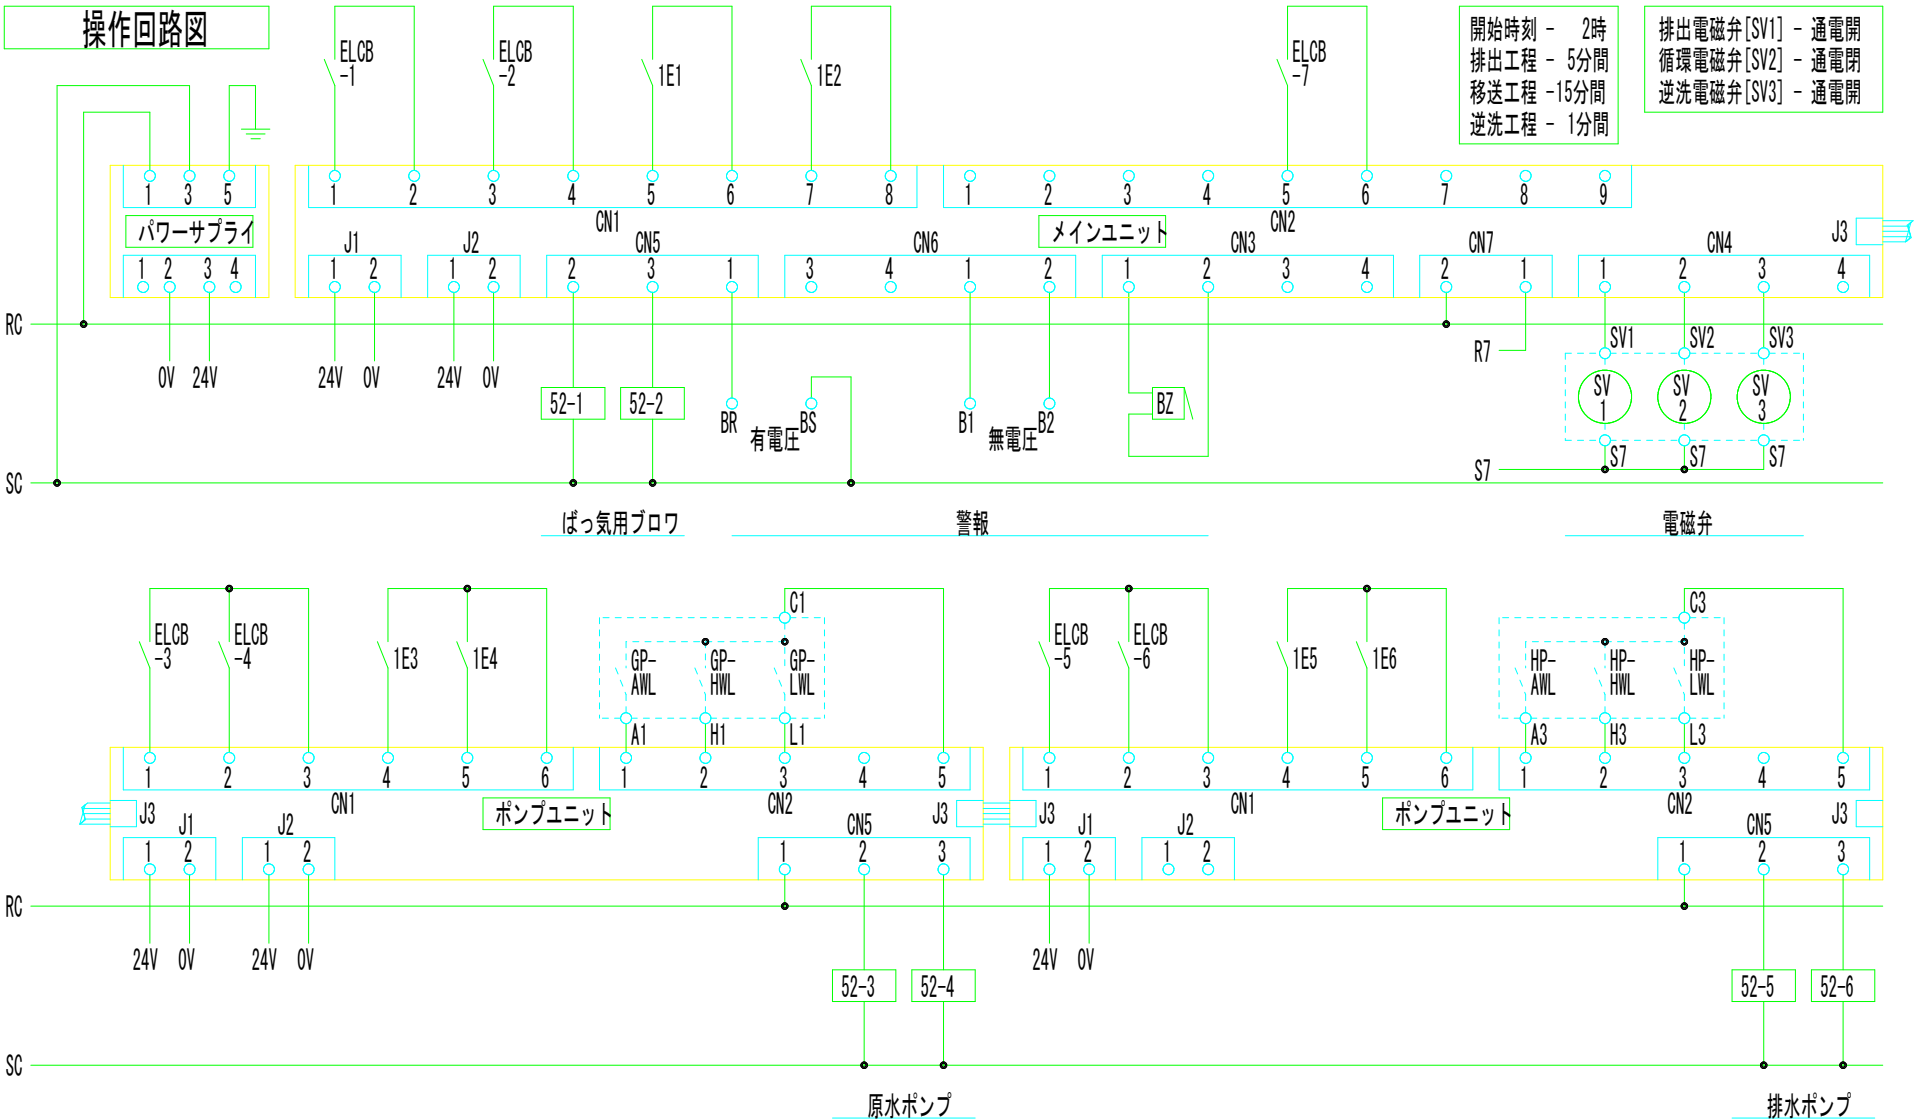 操作回路図
開始時刻 - 2時
排出工程 - 5分間
移送工程 -15分間
逆洗工程 - 1分間
排出電磁弁[SV1] - 通電開
循環電磁弁[SV2] - 通電閉
逆洗電磁弁[SV3] - 通電開
ELCB
-1
ELCB
-2
1E1
1E2
ELCB
-7
1 3 5
1 2 3 4 5 6 7 8
1 2 3 4 5 6 7 8 9
パワーサプライ
CN1
メインユニット
CN2
J3
J1 J2 CN5 CN6 CN3 CN7 CN4
1 2 3 4
1 2
1 2
2 3 1
3 4 1 2
1 2 3 4
2 1
1 2 3 4
RC
0V 24V
24V 0V
24V 0V
R7
SV1 SV2 SV3
52-1
52-2
BR
有電圧
BS
B1
無電圧
B2
BZ
SV
1
SV
2
SV
3
S7
S7 S7 S7
SC
ばっ気用ブロワ
警報
電磁弁
ELCB
-3
ELCB
-4
1E3
1E4
C1
GP-
AWL
GP-
HWL
GP-
LWL
A1 H1 L1
ELCB
-5
ELCB
-6
1E5
1E6
C3
HP-
AWL
HP-
HWL
HP-
LWL
A3 H3 L3
1 2 3 4 5 6
1 2 3 4 5
1 2 3 4 5 6
1 2 3 4 5
J3
CN1
ポンプユニット
CN2
J3
J3
CN1
ポンプユニット
CN2
J3
J1 J2 CN5
J1 J2 CN5
1 2
1 2
1 2 3
1 2
1 2
1 2 3
RC
24V 0V
24V 0V
24V 0V
52-3
52-4
52-5
52-6
SC
原水ポンプ
排水ポンプ